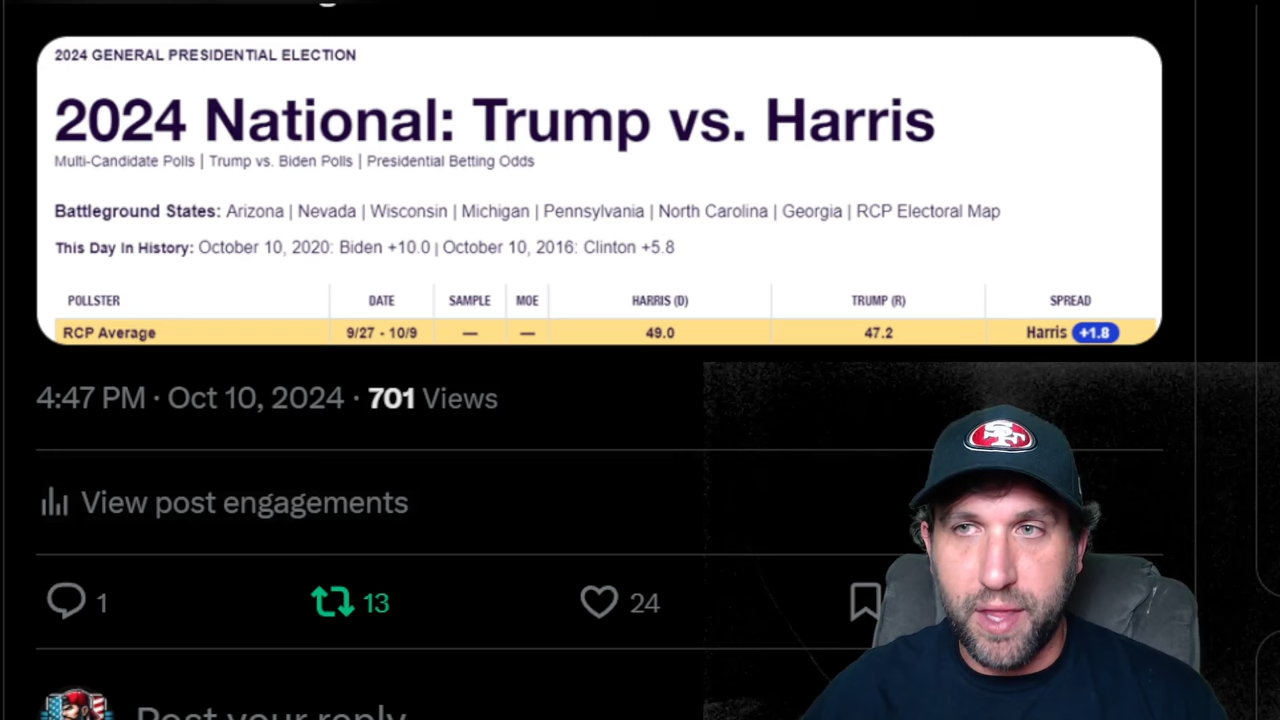 2024 GENERAL PRESIDENTIAL ELECTION
2024 National: Trump vs. Harris
Multi-Candidate Polls | Trump vs. Biden Polls | Presidential Betting Odds
Battleground States: Arizona | Nevada | Wisconsin | Michigan | Pennsylvania | North Carolina | Georgia | RCP Electoral Map
This Day In History: October 10, 2020: Biden +10.0 | October 10, 2016: Clinton +5.8
POLLSTER DATE SAMPLE MOE HARRIS (D) TRUMP (R) SPREAD
RCP Average 9/27 - 10/9 — — 49.0 47.2 Harris +1.8
4:47 PM · Oct 10, 2024 · 701 Views
View post engagements
1 13 24
Post your reply
SF